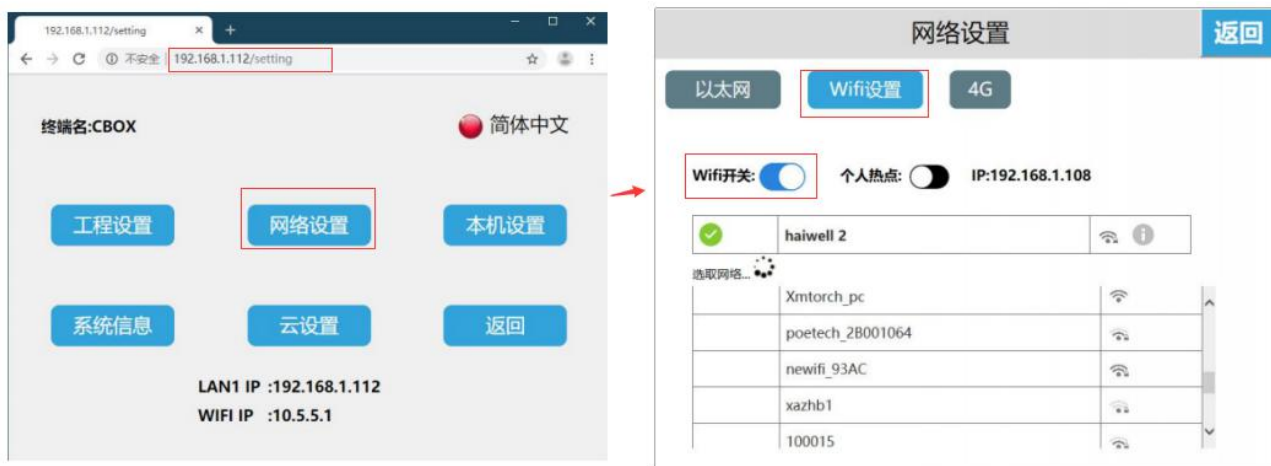 192.168.1.112/setting
不安全 192.168.1.112/setting
终端名:CBOX
简体中文
工程设置 网络设置 本机设置
系统信息 云设置 返回
LAN1 IP :192.168.1.112
WIFI IP :10.5.5.1
网络设置 返回
以太网 Wifi设置 4G
Wifi开关: 个人热点: IP:192.168.1.108
haiwell 2
选取网络...
Xmtorch_pc
poetech_2B001064
newifi_93AC
xazhb1
100015